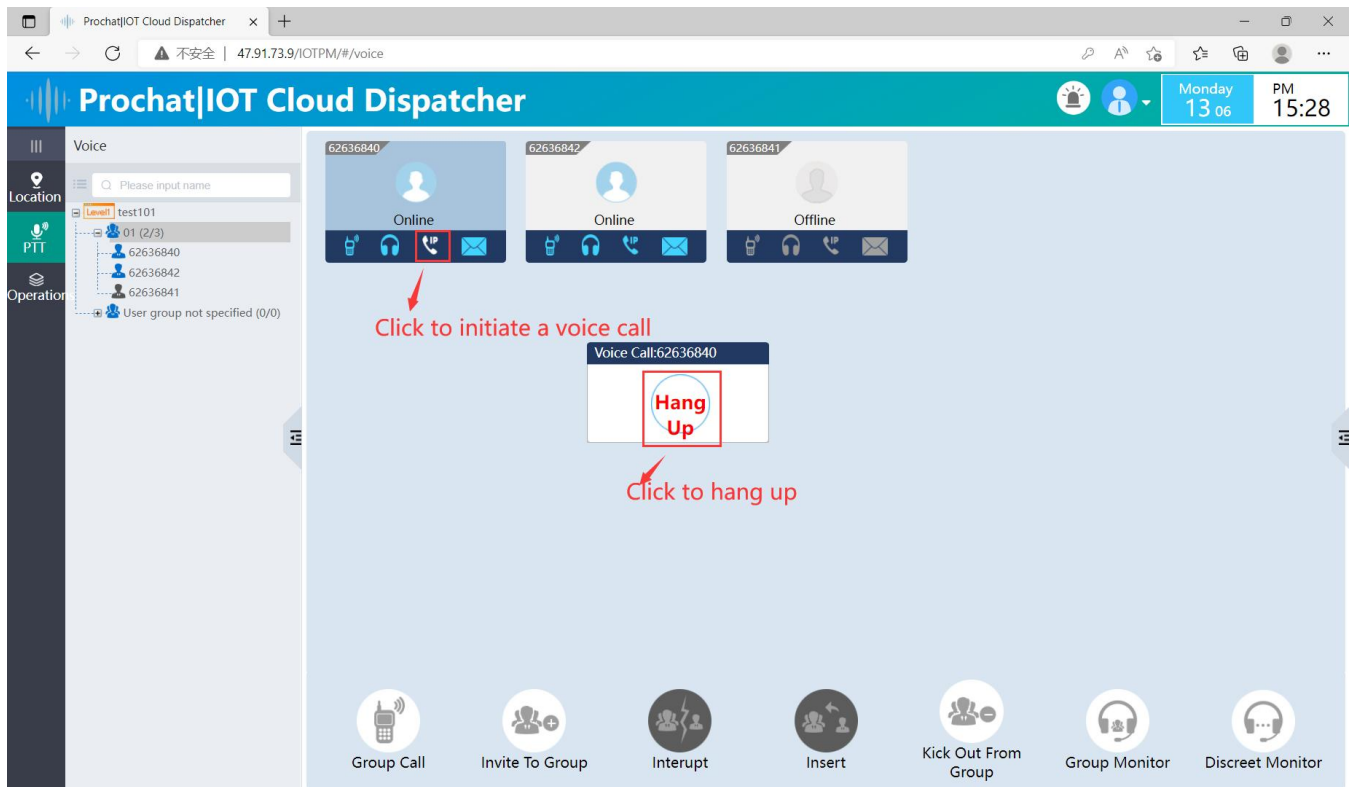 Prochat|IOT Cloud Dispatcher
不安全 | 47.91.73.9/IOTPM/#/voice
Prochat|IOT Cloud Dispatcher
Monday
13 06
PM
15:28
Location
PTT
Operation
Voice
Please input name
Level1 test101
01 (2/3)
62636840
62636842
62636841
User group not specified (0/0)
62636840
Online
IP
62636842
Online
IP
62636841
Offline
IP
Click to initiate a voice call
Voice Call:62636840
Hang
Up
Click to hang up
Group Call
Invite To Group
Interupt
Insert
Kick Out From
Group
Group Monitor
Discreet Monitor